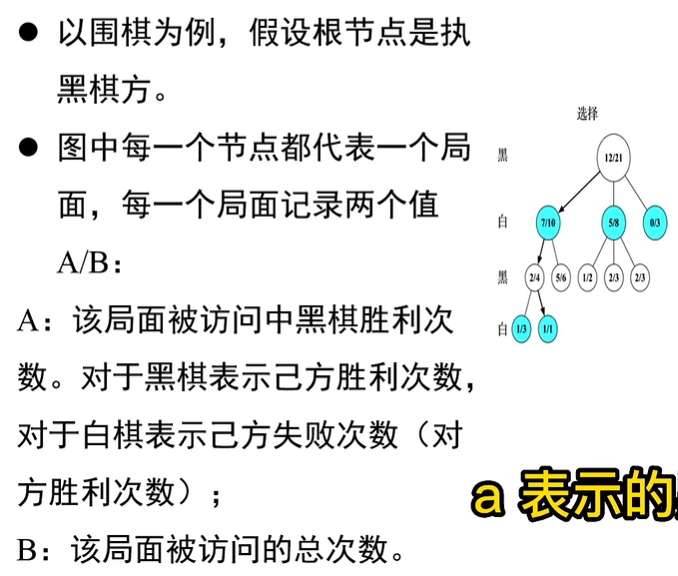 ● 以围棋为例，假设根节点是执
黑棋方。
● 图中每一个节点都代表一个局
面，每一个局面记录两个值
A/B：
A：该局面被访问中黑棋胜利次
数。对于黑棋表示己方胜利次数，
对于白棋表示己方失败次数（对
方胜利次数）；
B：该局面被访问的总次数。
选择
黑 12/21
白 7/10 5/8 0/3
黑 2/4 5/6 1/2 2/3 2/3
白 1/3 1/1
a 表示的